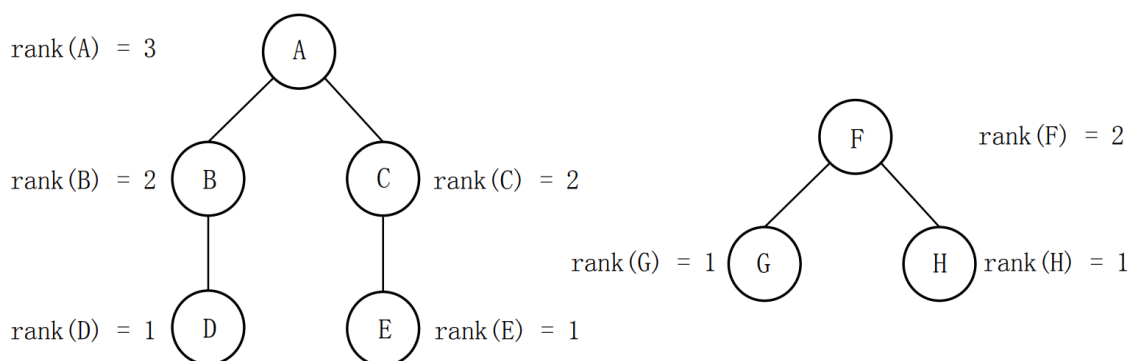 rank(A) = 3
A
F
rank(F) = 2
rank(B) = 2
B
C
rank(C) = 2
rank(G) = 1
G
H
rank(H) = 1
rank(D) = 1
D
E
rank(E) = 1